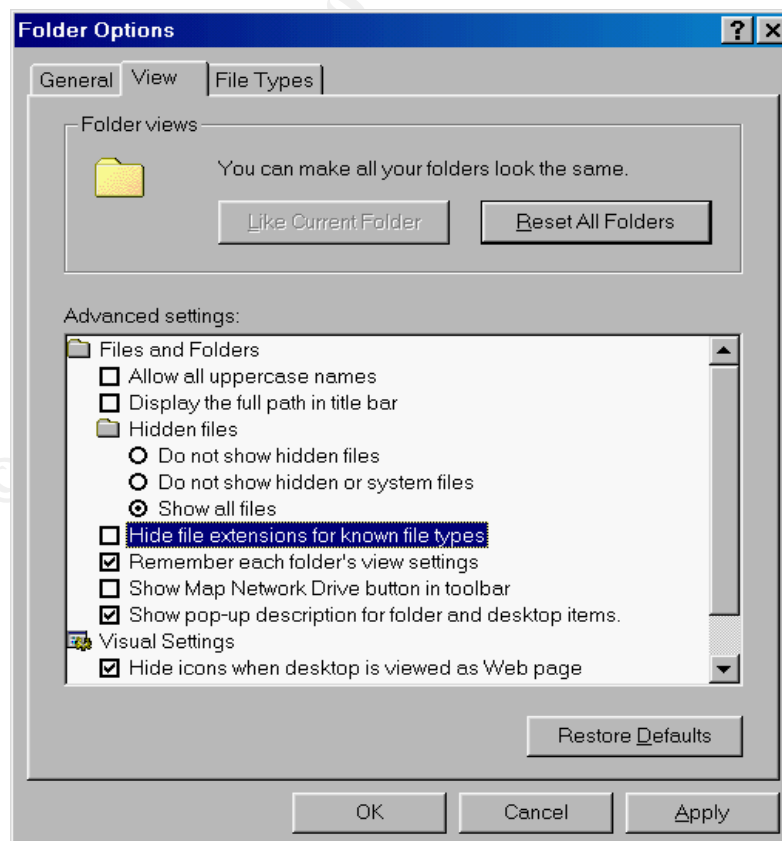 Folder Options
General View File Types
Folder views
You can make all your folders look the same.
Like Current Folder Reset All Folders
Advanced settings:
Files and Folders
Allow all uppercase names
Display the full path in title bar
Hidden files
Do not show hidden files
Do not show hidden or system files
Show all files
Hide file extensions for known file types
Remember each folder's view settings
Show Map Network Drive button in toolbar
Show pop-up description for folder and desktop items.
Visual Settings
Hide icons when desktop is viewed as Web page
Restore Defaults
OK Cancel Apply